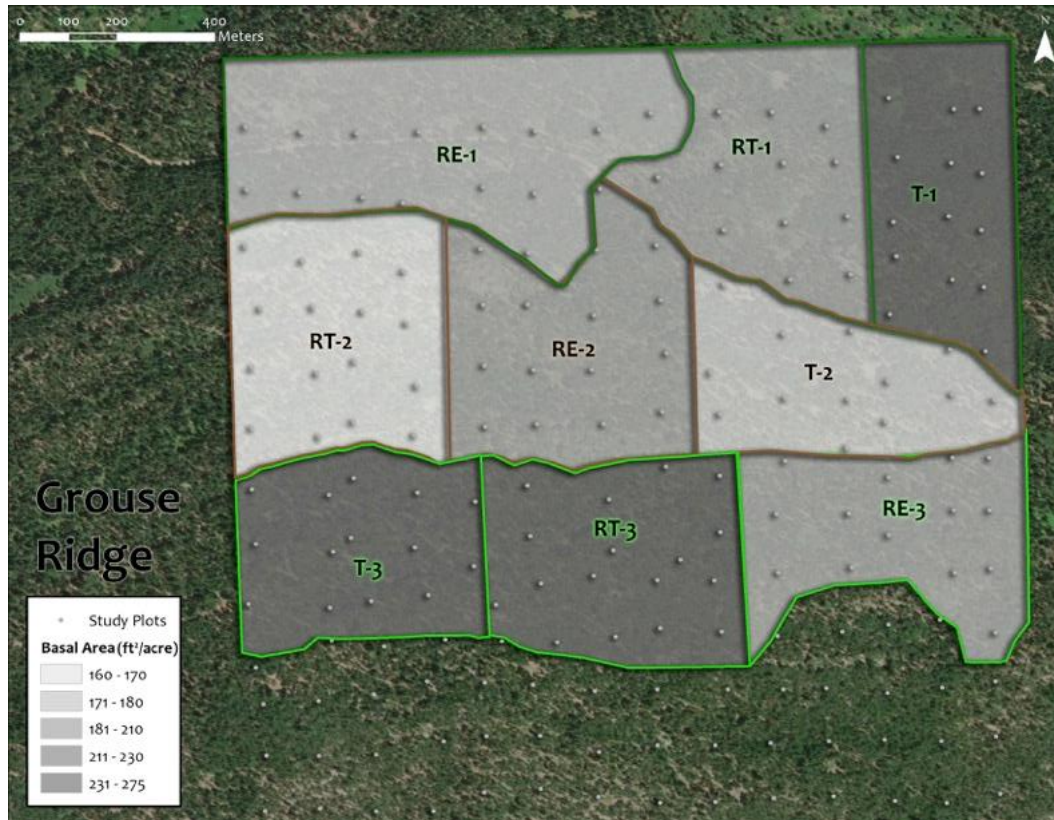 0 100 200 400
Meters
N
RE-1
RT-1
T-1
RT-2
RE-2
T-2
Grouse
Ridge
T-3
RT-3
RE-3
Study Plots
Basal Area (ft²/acre)
160 - 170
171 - 180
181 - 210
211 - 230
231 - 275